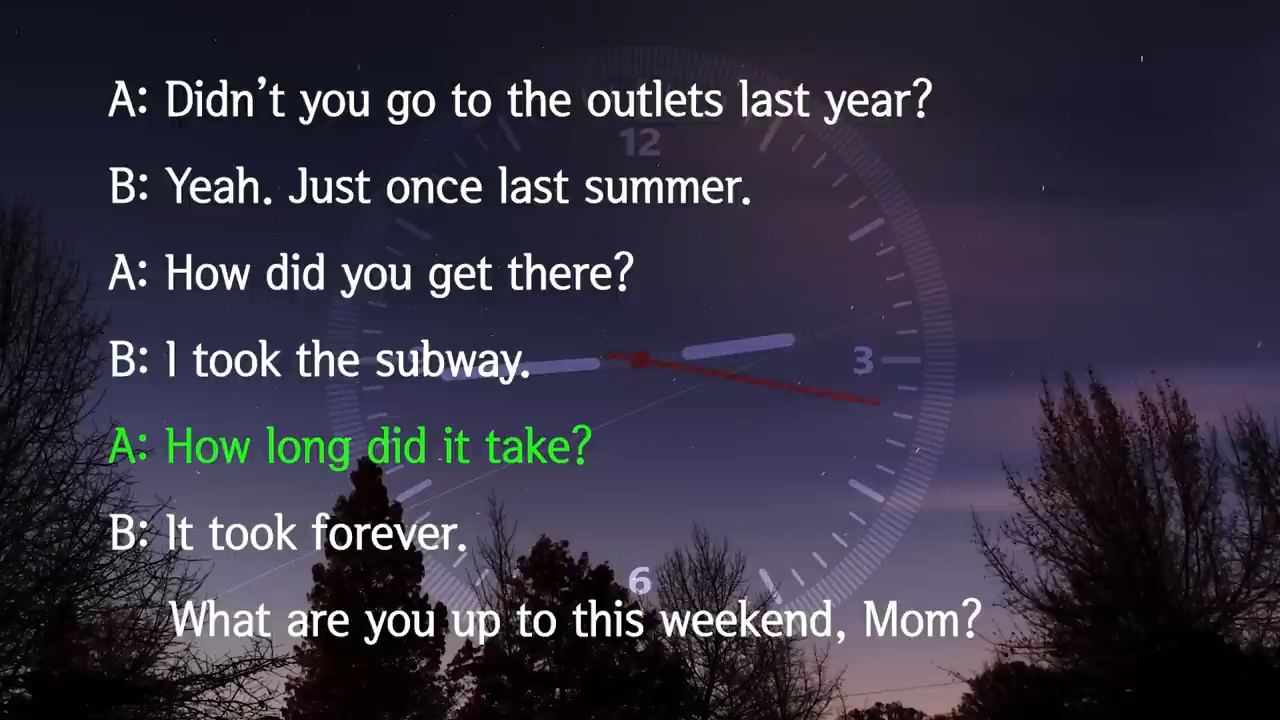 A: Didn't you go to the outlets last year?
12
B: Yeah. Just once last summer.
A: How did you get there?
B: I took the subway.
3
A: How long did it take?
B: It took forever.
6
What are you up to this weekend, Mom?